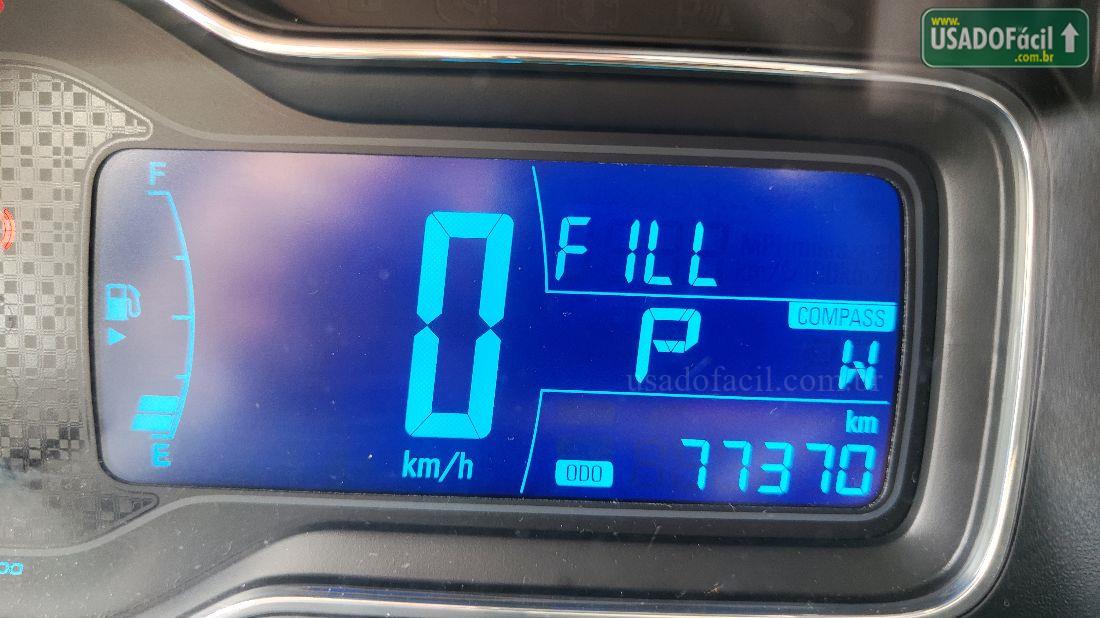 www.
USADOFácil
.com.br
F
FILL
COMPASS
P
W
usadofacil.com.br
0
km/h
E
km
ODO
77370